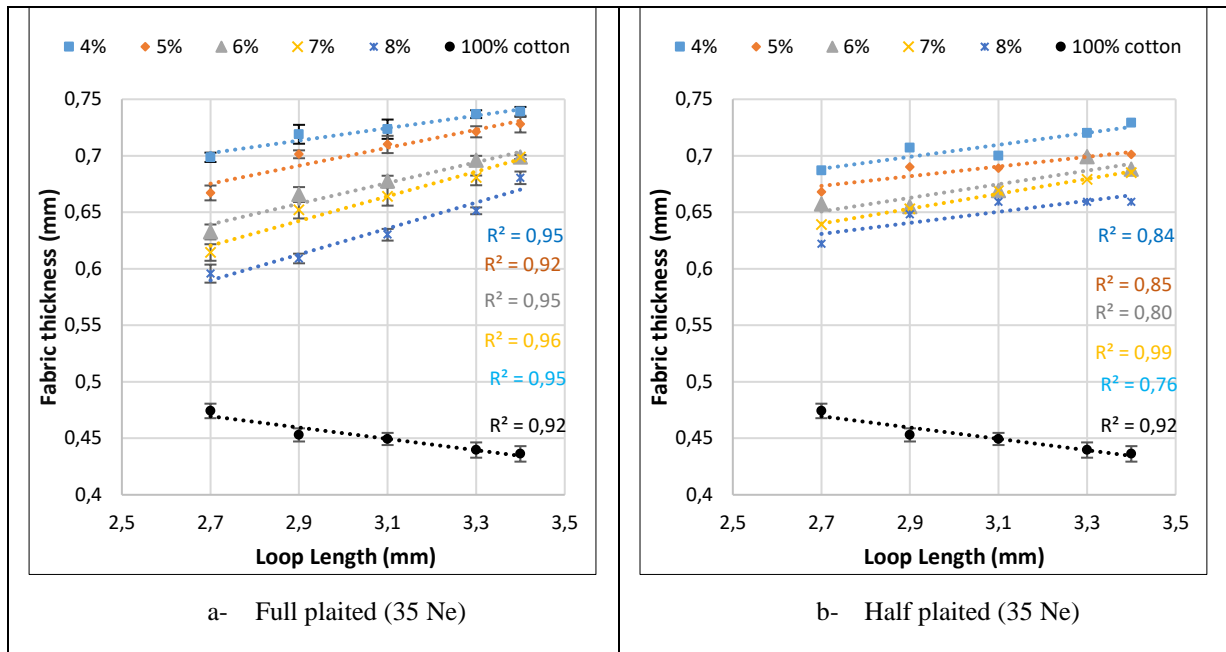 4% 5% 6% 7% 8% 100% cotton
0,75
0,7
0,65
0,6
0,55
0,5
0,45
0,4
Fabric thickness (mm)
R² = 0,95
R² = 0,92
R² = 0,95
R² = 0,96
R² = 0,95
R² = 0,92
2,5 2,7 2,9 3,1 3,3 3,5
Loop Length (mm)
a- Full plaited (35 Ne)
4% 5% 6% 7% 8% 100% cotton
0,75
0,7
0,65
0,6
0,55
0,5
0,45
0,4
Fabric thickness (mm)
R² = 0,84
R² = 0,85
R² = 0,80
R² = 0,99
R² = 0,76
R² = 0,92
2,5 2,7 2,9 3,1 3,3 3,5
Loop Length (mm)
b- Half plaited (35 Ne)